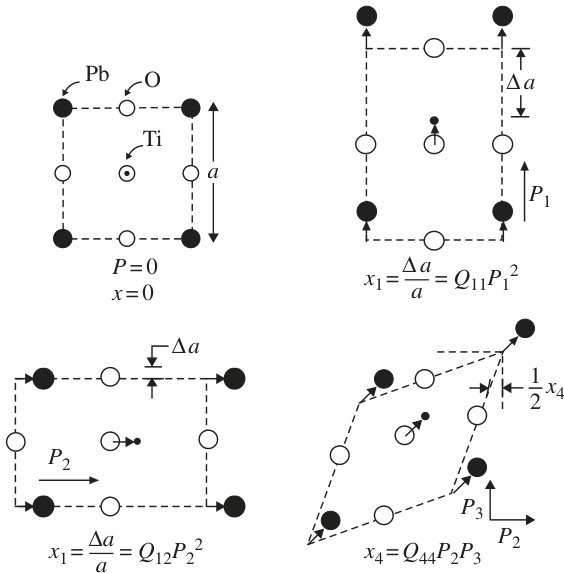 Pb
O
Ti
a
P = 0
x = 0
Δa
P₁
x₁ = Δa/a = Q₁₁P₁²
Δa
P₂
x₁ = Δa/a = Q₁₂P₂²
1/2 x₄
P₃
P₂
x₄ = Q₄₄P₂P₃